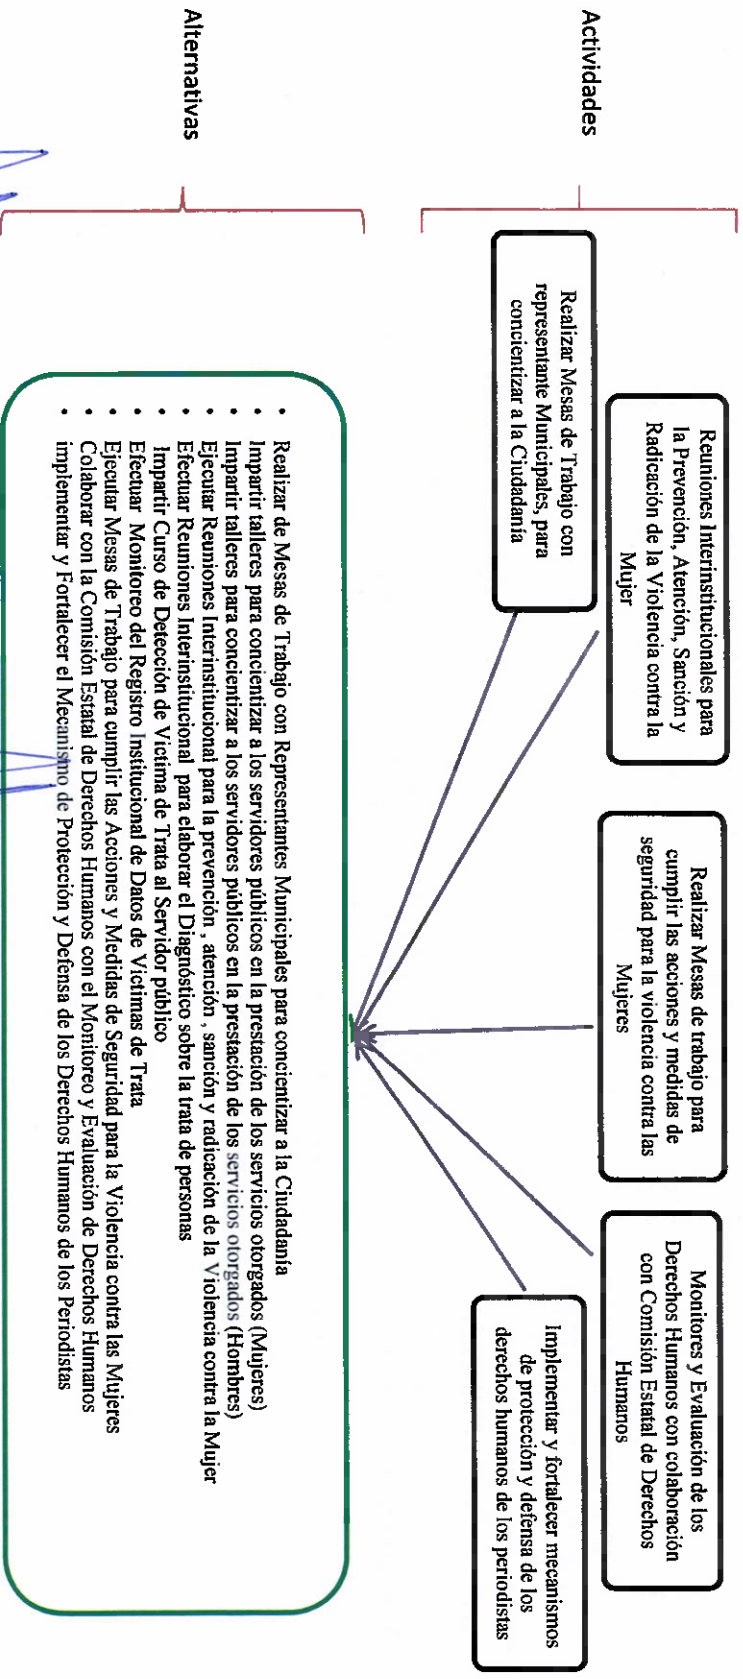 Actividades
Reuniones Interinstitucionales para
la Prevención, Atención, Sanción y
Radicación de la Violencia contra la
Mujer
Realizar Mesas de Trabajo con
representante Municipales, para
concientizar a la Ciudadanía
Realizar Mesas de trabajo para
cumplir las acciones y medidas de
seguridad para la violencia contra las
Mujeres
Monitores y Evaluación de los
Derechos Humanos con colaboración
con Comisión Estatal de Derechos
Humanos
Implementar y fortalecer mecanismos
de protección y defensa de los
derechos humanos de los periodistas
Alternativas
• Realizar de Mesas de Trabajo con Representantes Municipales para concientizar a la Ciudadanía
• Impartir talleres para concientizar a los servidores públicos en la prestación de los servicios otorgados (Mujeres)
• Impartir talleres para concientizar a los servidores públicos en la prestación de los servicios otorgados (Hombres)
• Ejecutar Reuniones Interinstitucional para la prevención , atención , sanción y radicación de la Violencia contra la Mujer
• Efectuar Reuniones Interinstitucional para elaborar el Diagnóstico sobre la trata de personas
• Impartir Curso de Detección de Victima de Trata al Servidor público
• Efectuar Monitoreo del Registro Institucional de Datos de Victimas de Trata
• Ejecutar Mesas de Trabajo para cumplir las Acciones y Medidas de Seguridad para la Violencia contra las Mujeres
• Colaborar con la Comisión Estatal de Derechos Humanos con el Monitoreo y Evaluación de Derechos Humanos
• implementar y Fortalecer el Mecanismo de Protección y Defensa de los Derechos Humanos de los Periodistas